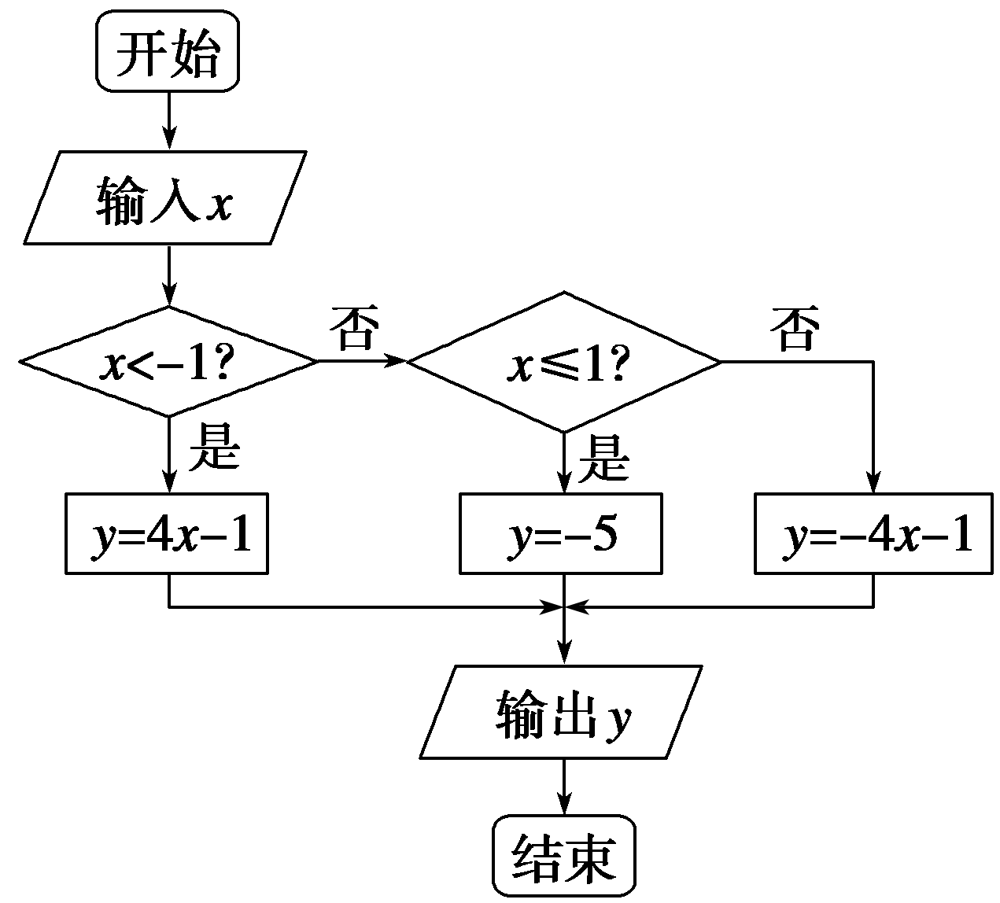 开始
输入x
x<-1?
否
x≤1?
否
是
是
y=4x-1
y=-5
y=-4x-1
输出y
结束